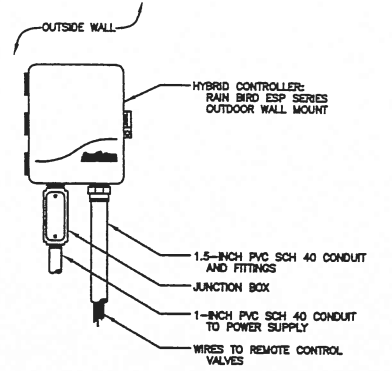 OUTSIDE WALL
HYBRID CONTROLLER:
RAIN BIRD ESP SERIES
OUTDOOR WALL MOUNT
1.5-INCH PVC SCH 40 CONDUIT
AND FITTINGS
JUNCTION BOX
1-INCH PVC SCH 40 CONDUIT
TO POWER SUPPLY
WIRES TO REMOTE CONTROL
VALVES